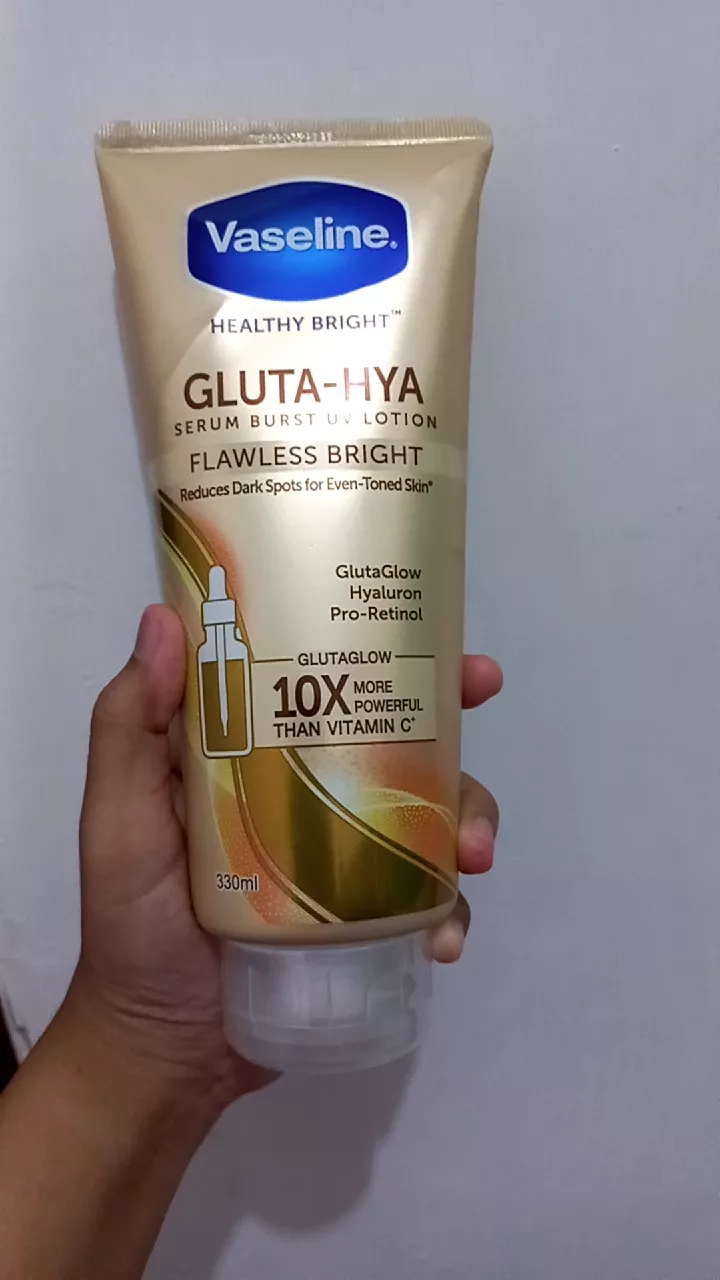 Vaseline.
HEALTHY BRIGHT™
GLUTA-HYA
SERUM BURST UV LOTION
FLAWLESS BRIGHT
Reduces Dark Spots for Even-Toned Skin*
GlutaGlow
Hyaluron
Pro-Retinol
GLUTAGLOW
10X MORE
POWERFUL
THAN VITAMIN C⁺
330ml